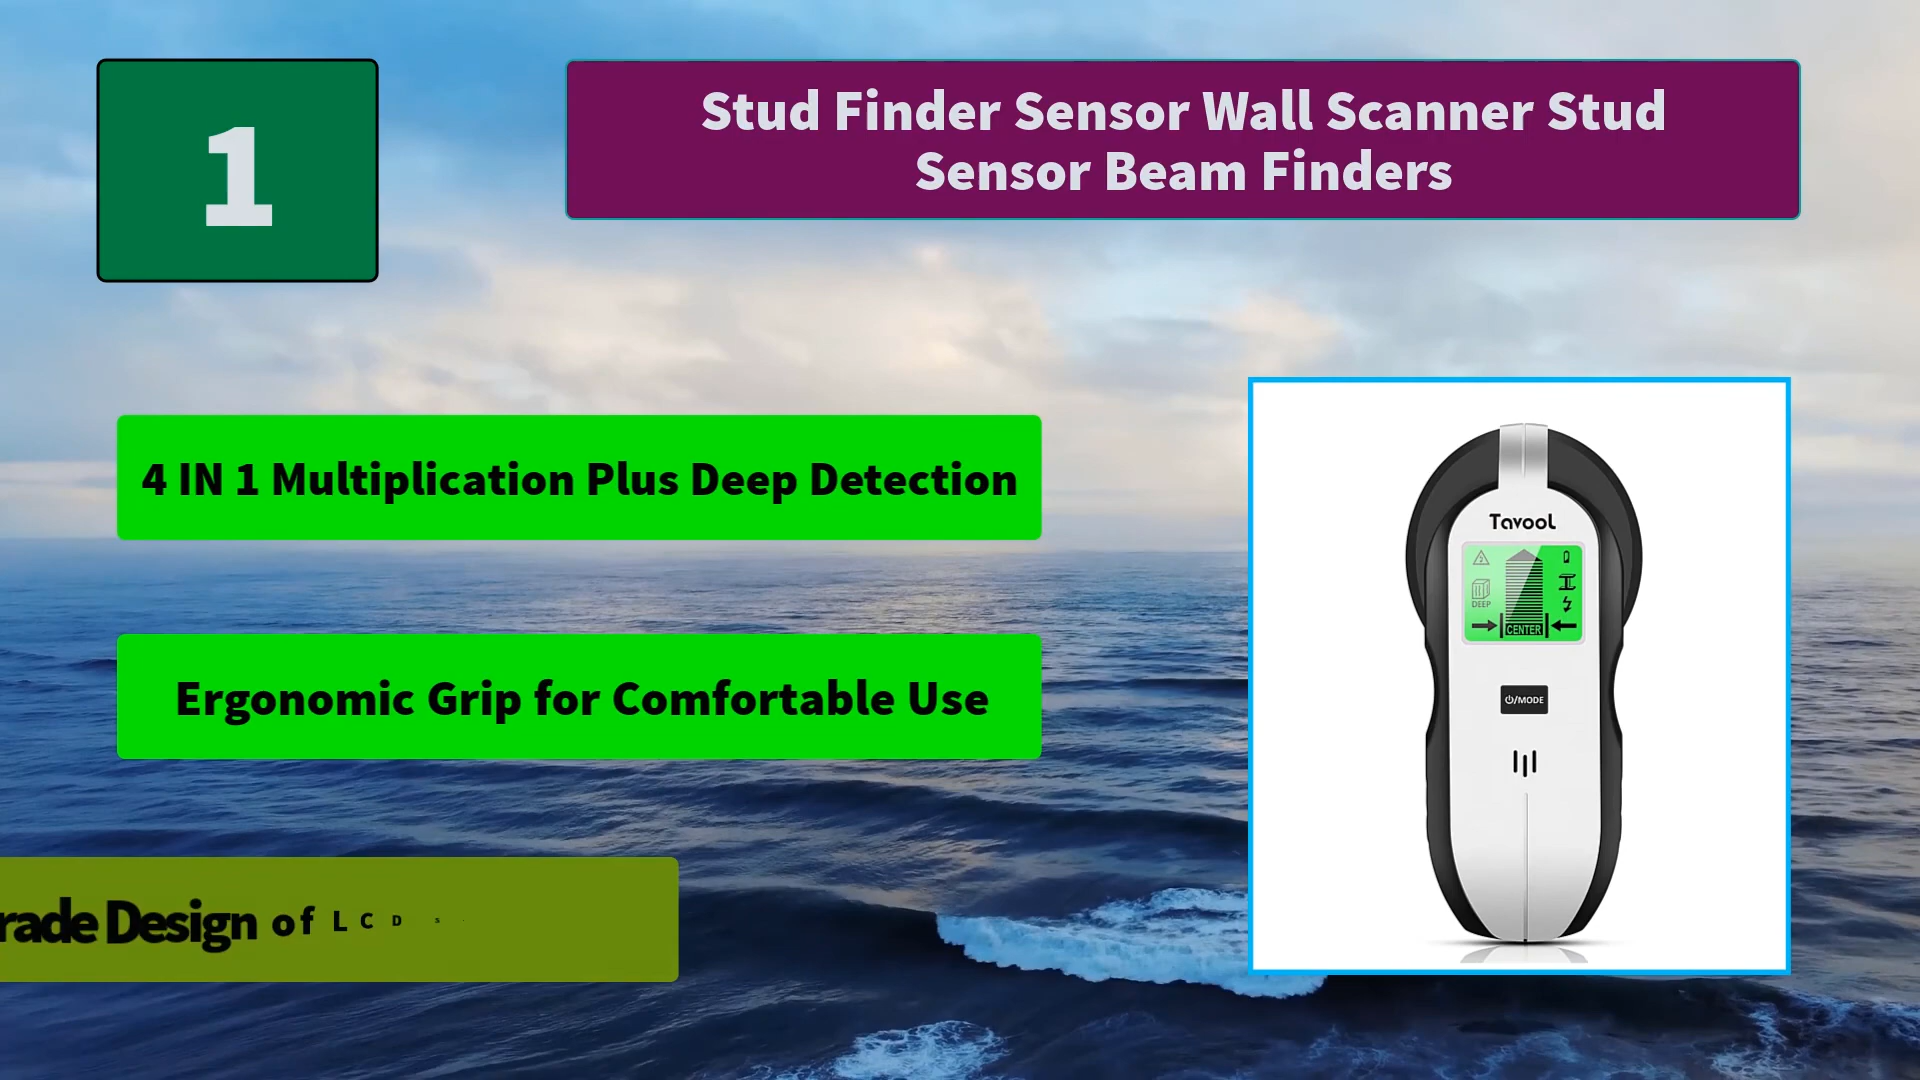 1
Stud Finder Sensor Wall Scanner Stud
Sensor Beam Finders
4 IN 1 Multiplication Plus Deep Detection
Ergonomic Grip for Comfortable Use
Design of LCD
Tavool
DEEP
CENTER
/MODE